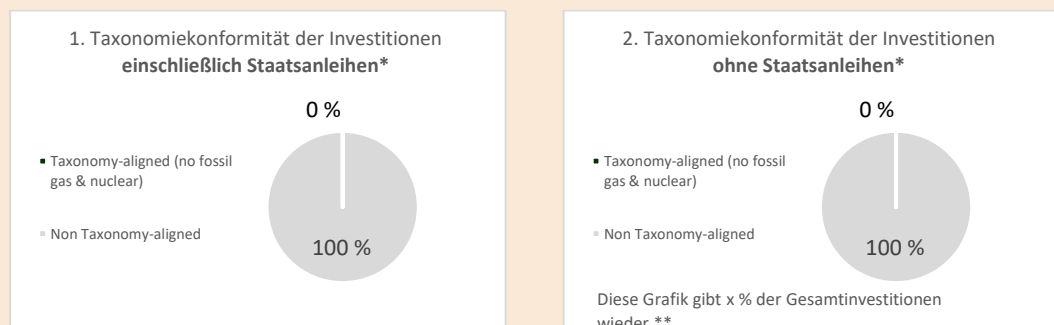 1. Taxonomiekonformität der Investitionen
einschließlich Staatsanleihen*
0 %
Taxonomy-aligned (no fossil
gas & nuclear)
Non Taxonomy-aligned
100 %
2. Taxonomiekonformität der Investitionen
ohne Staatsanleihen*
0 %
Taxonomy-aligned (no fossil
gas & nuclear)
Non Taxonomy-aligned
100 %
Diese Grafik gibt x % der Gesamtinvestitionen
wieder.**